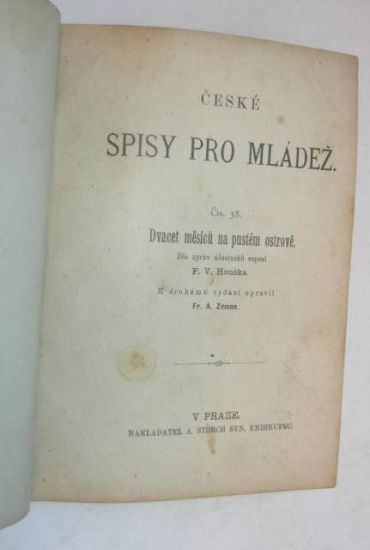 ČESKÉ
SPISY PRO MLÁDEŽ.
Čís. 38.
Dvacet měsíců na pustém ostrově.
Dle zpráv účastníků sepsal
F. V. Houška.
K druhému vydání upravil
Fr. A. Zeman.
V PRAZE.
NAKLADATEL A. STORCH SYN, KNIHKUPEC.